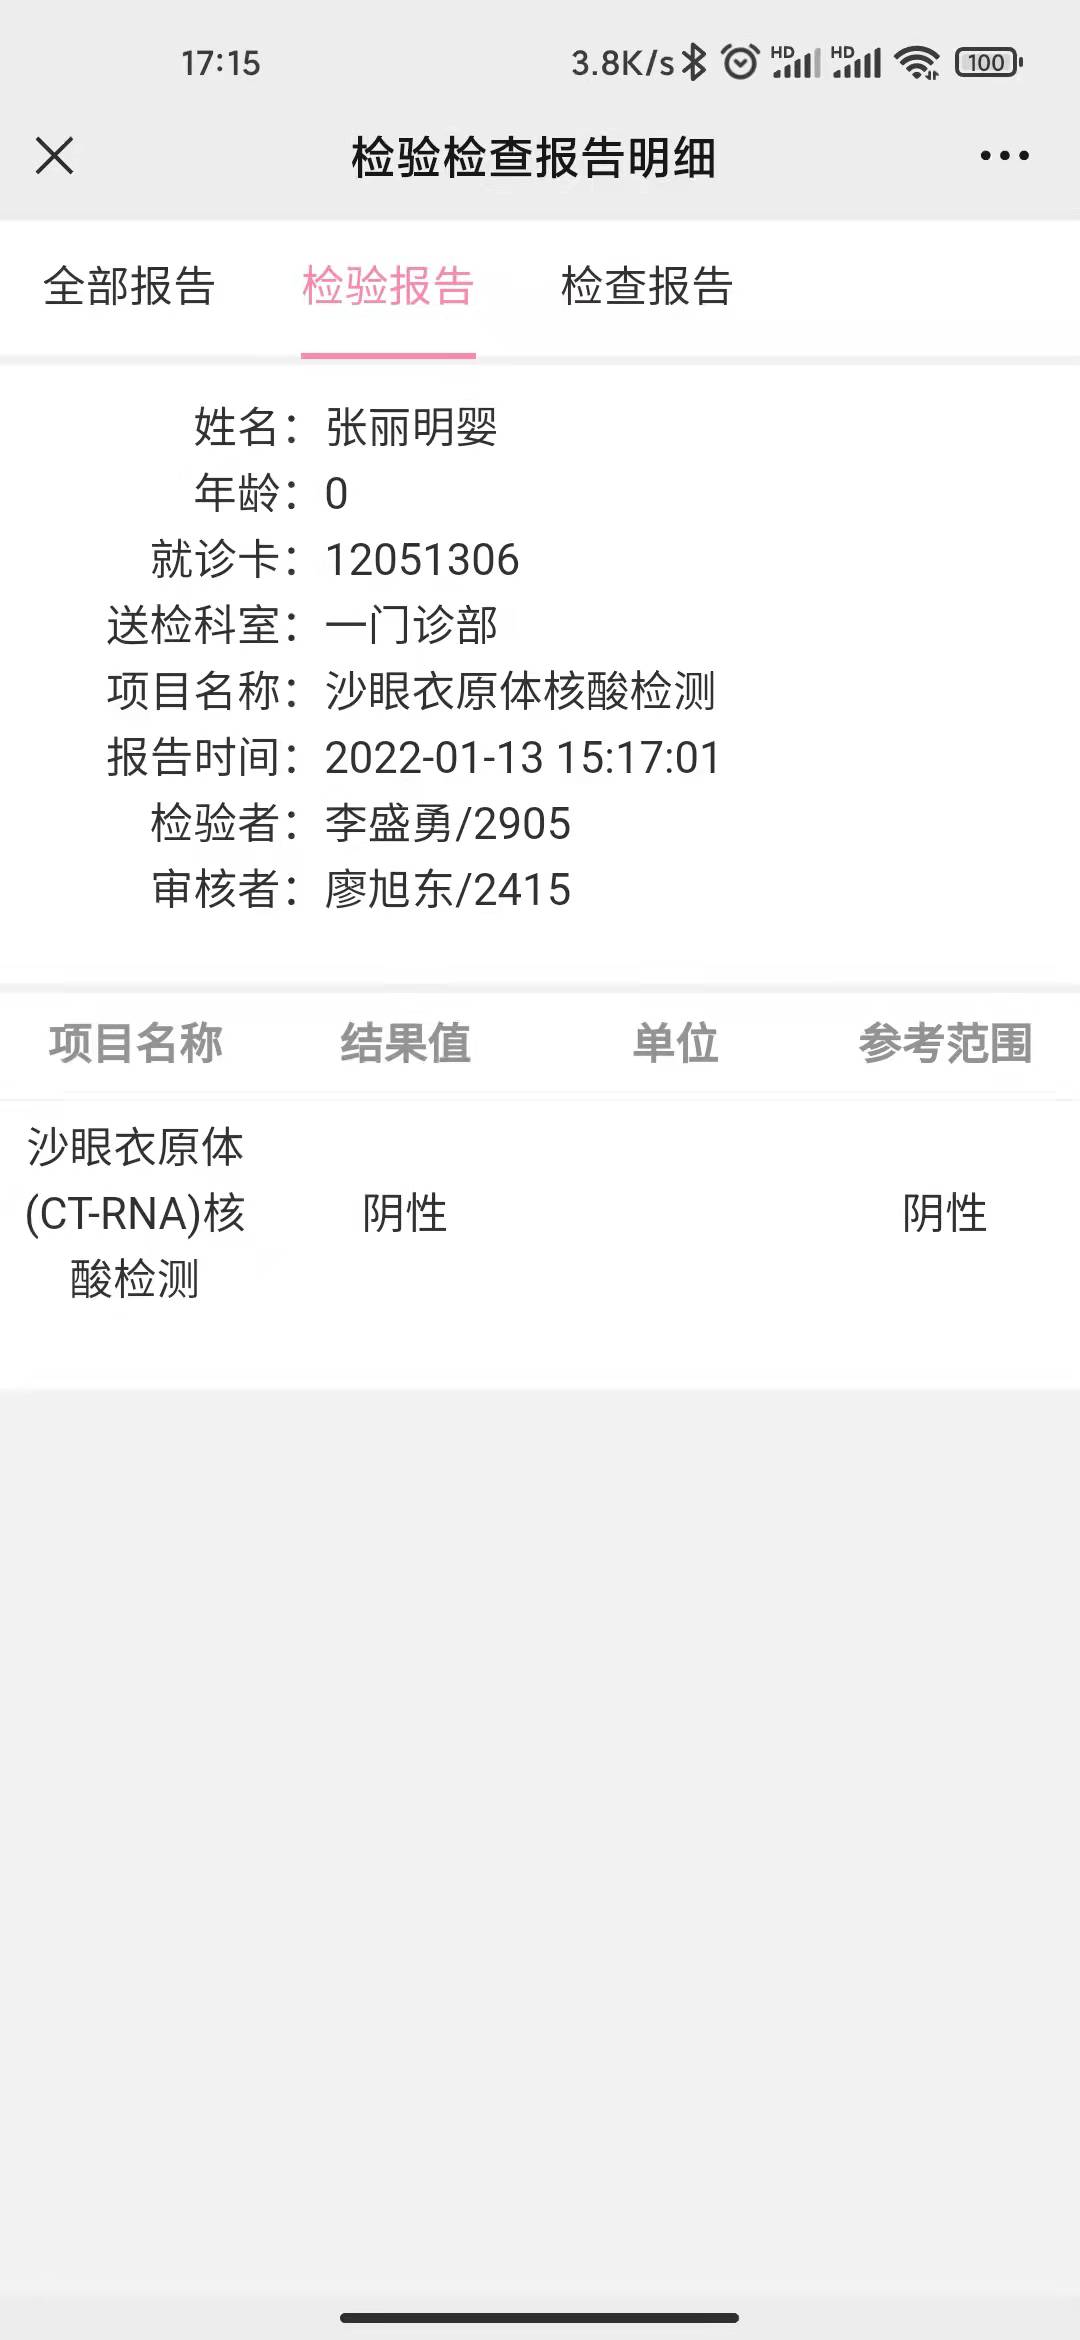 17:15
3.8K/s HD HD 100
检验检查报告明细
全部报告 检验报告 检查报告
姓名：张丽明婴
年龄：0
就诊卡：12051306
送检科室：一门诊部
项目名称：沙眼衣原体核酸检测
报告时间：2022-01-13 15:17:01
检验者：李盛勇/2905
审核者：廖旭东/2415
项目名称 结果值 单位 参考范围
沙眼衣原体
(CT-RNA)核 阴性 阴性
酸检测